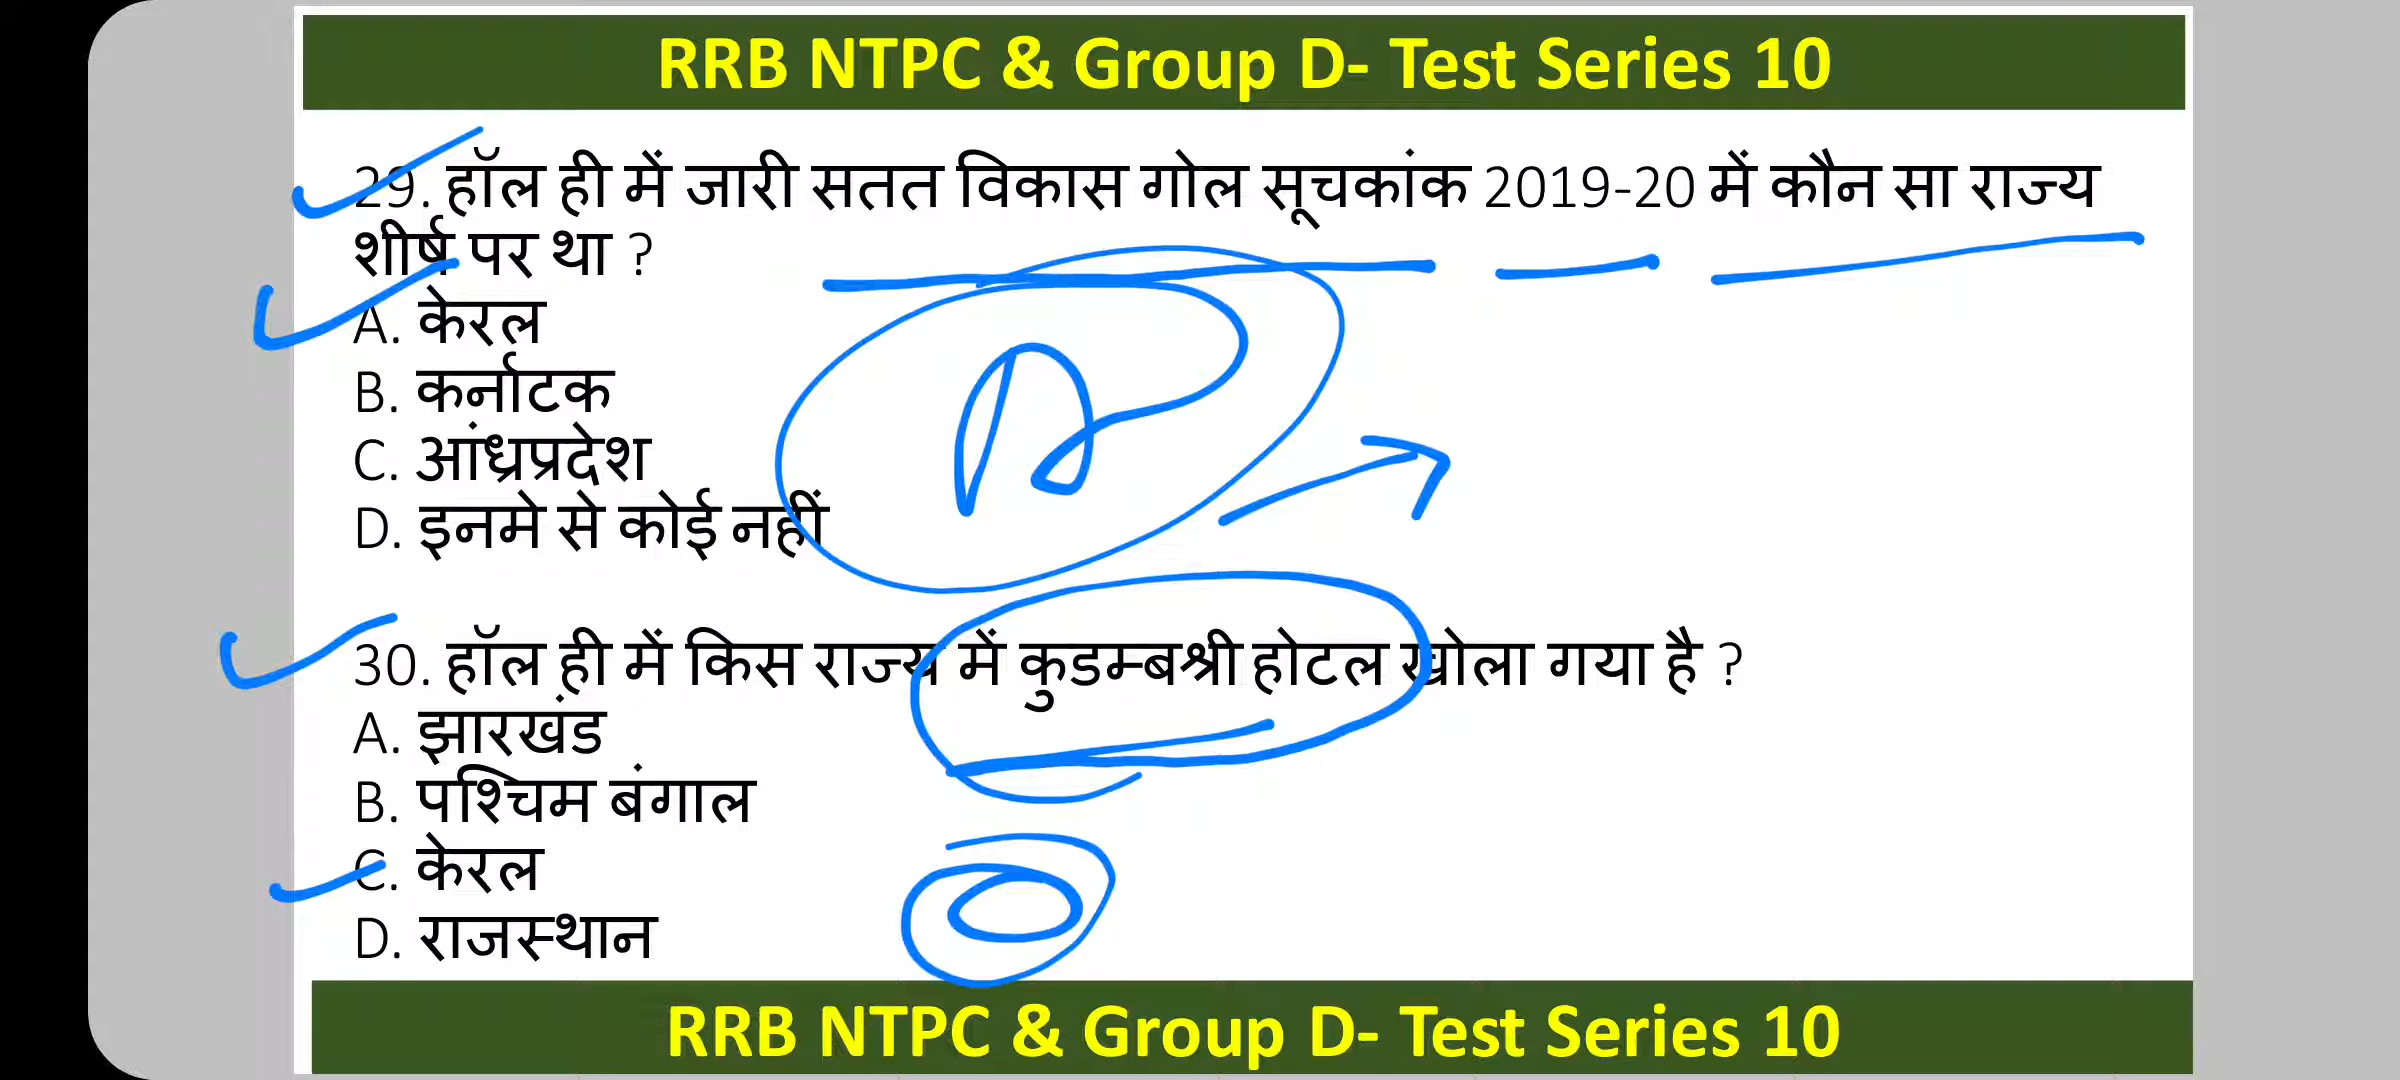 RRB NTPC & Group D- Test Series 10
29. हॉल ही में जारी सतत विकास गोल सूचकांक 2019-20 में कौन सा राज्य
शीर्ष पर था ?
A. केरल
B. कर्नाटक
C. आंध्रप्रदेश
D. इनमे से कोई नहीं
30. हॉल ही में किस राज्य में कुडम्बश्री होटल खोला गया है ?
A. झारखंड
B. पश्चिम बंगाल
C. केरल
D. राजस्थान
RRB NTPC & Group D- Test Series 10